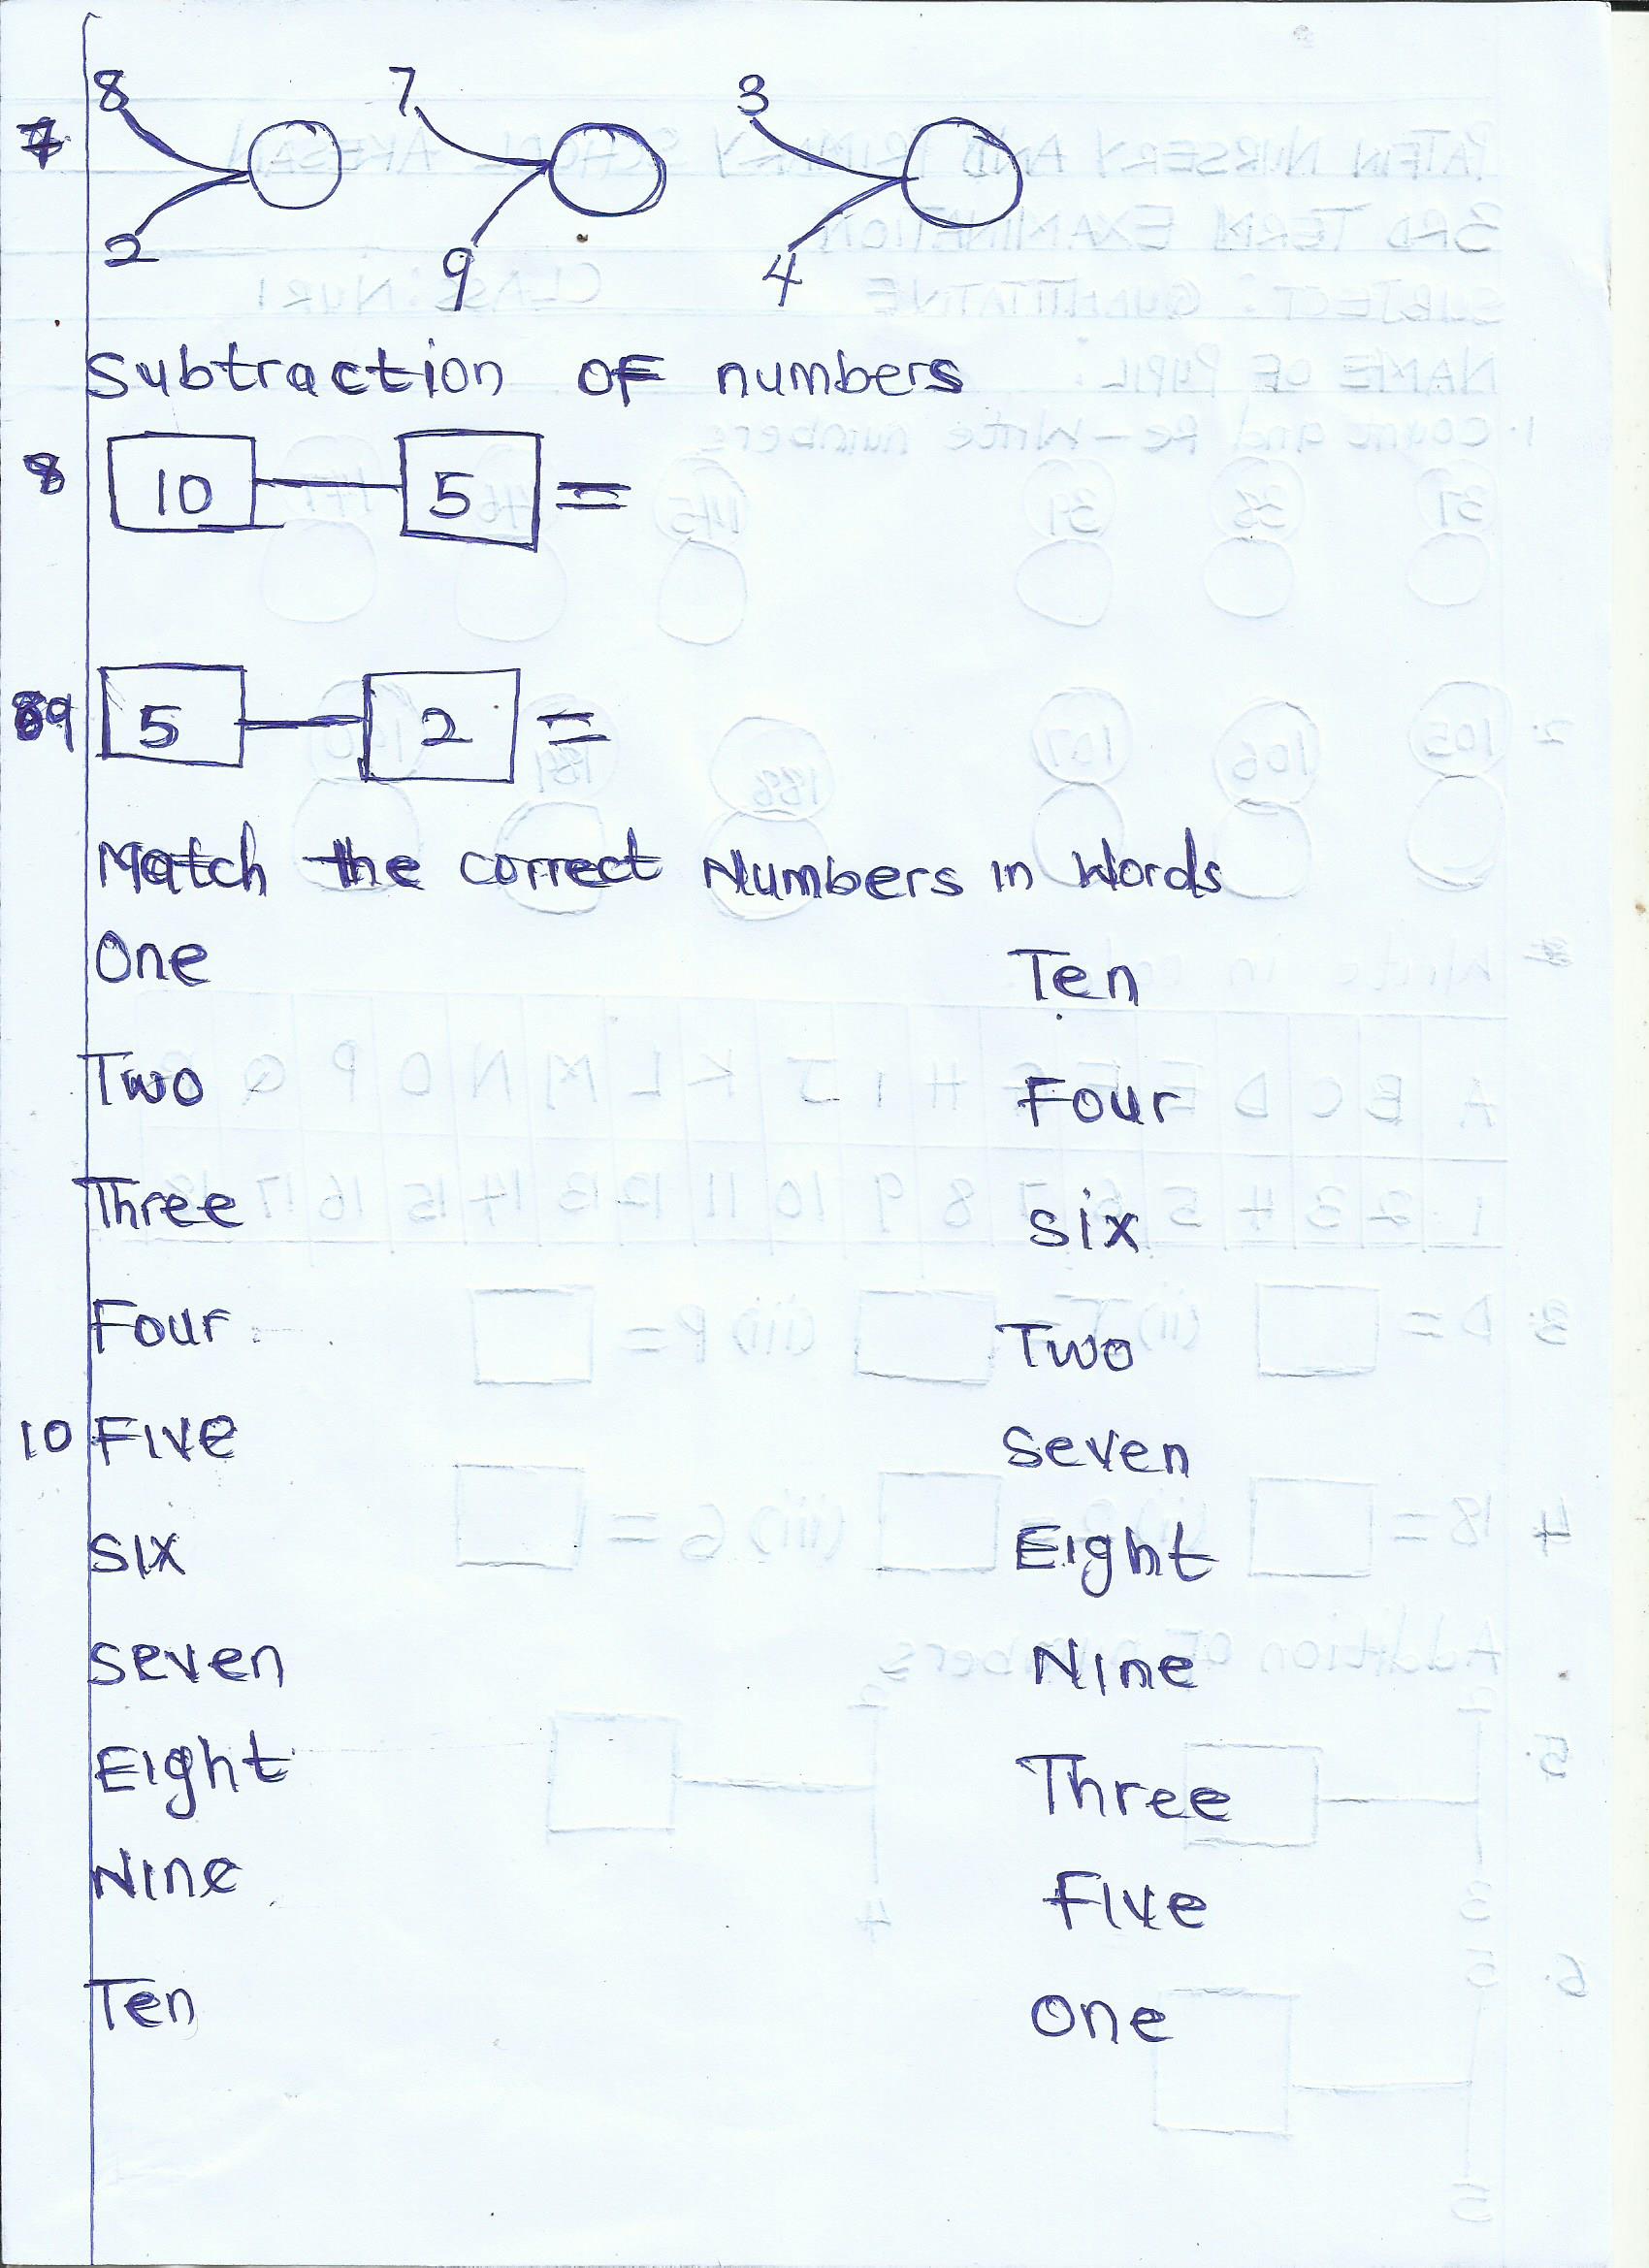 7 8 7 3
2 9 4
Subtraction of numbers
8 10 — 5 =
9 5 — 2 =
Match the correct Numbers in Words
One Ten
Two Four
Three Six
Four Two
10 Five Seven
Six Eight
Seven Nine
Eight Three
Nine Five
Ten One